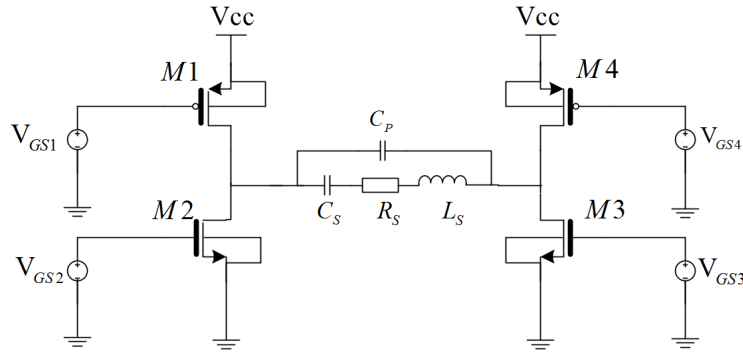 Vcc
Vcc
M1
M4
C_P
V_GS1
V_GS4
M2
C_S
R_S
L_S
M3
V_GS2
V_GS3